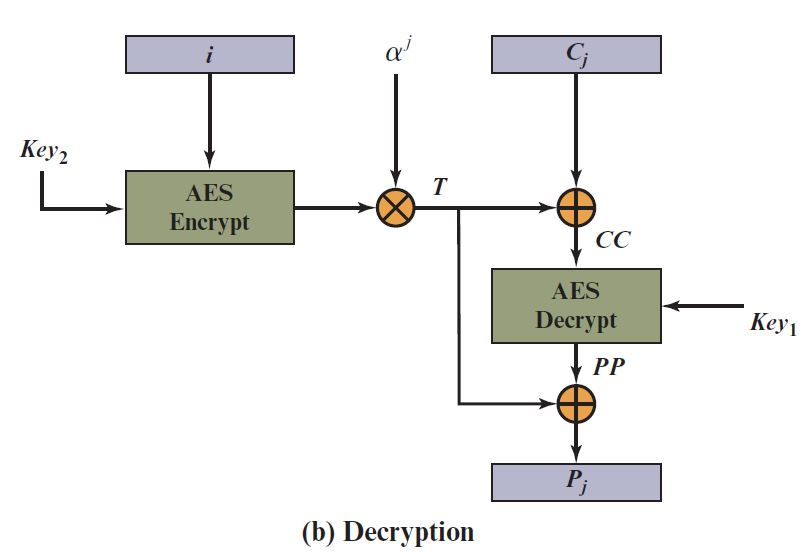 i
α^j
C_j
Key_2
AES
Encrypt
T
CC
AES
Decrypt
Key_1
PP
P_j
(b) Decryption